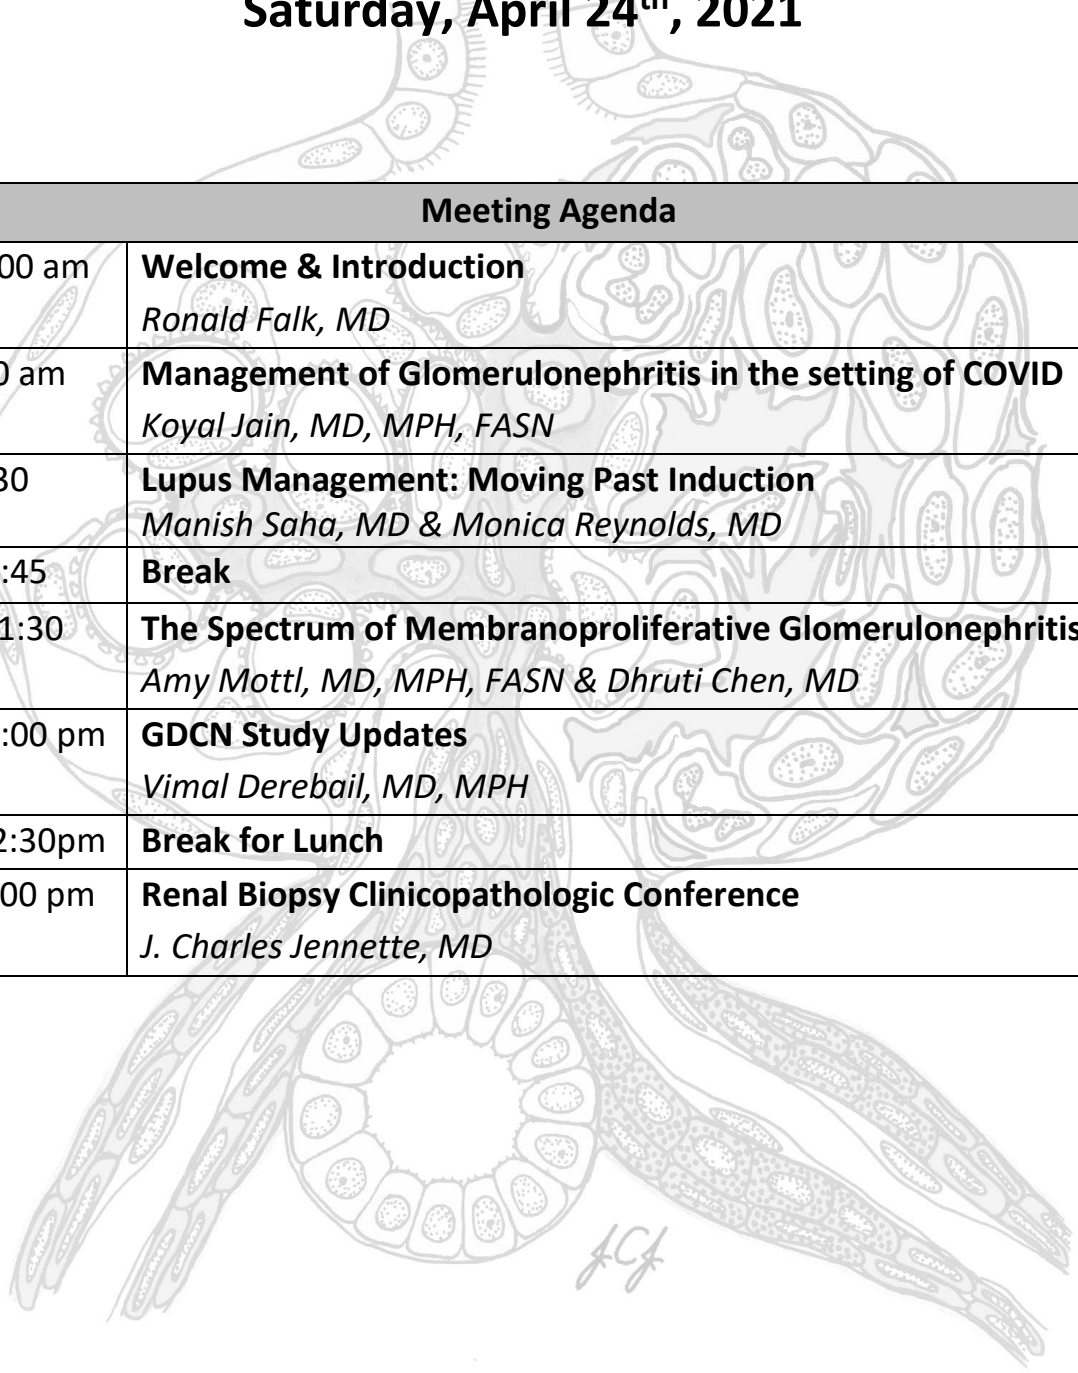 Saturday, April 24th, 2021
Meeting Agenda
00 am Welcome & Introduction
Ronald Falk, MD
0 am Management of Glomerulonephritis in the setting of COVID
Koyal Jain, MD, MPH, FASN
30 Lupus Management: Moving Past Induction
Manish Saha, MD & Monica Reynolds, MD
:45 Break
1:30 The Spectrum of Membranoproliferative Glomerulonephritis
Amy Mottl, MD, MPH, FASN & Dhruti Chen, MD
:00 pm GDCN Study Updates
Vimal Derebail, MD, MPH
2:30pm Break for Lunch
00 pm Renal Biopsy Clinicopathologic Conference
J. Charles Jennette, MD
JCJ